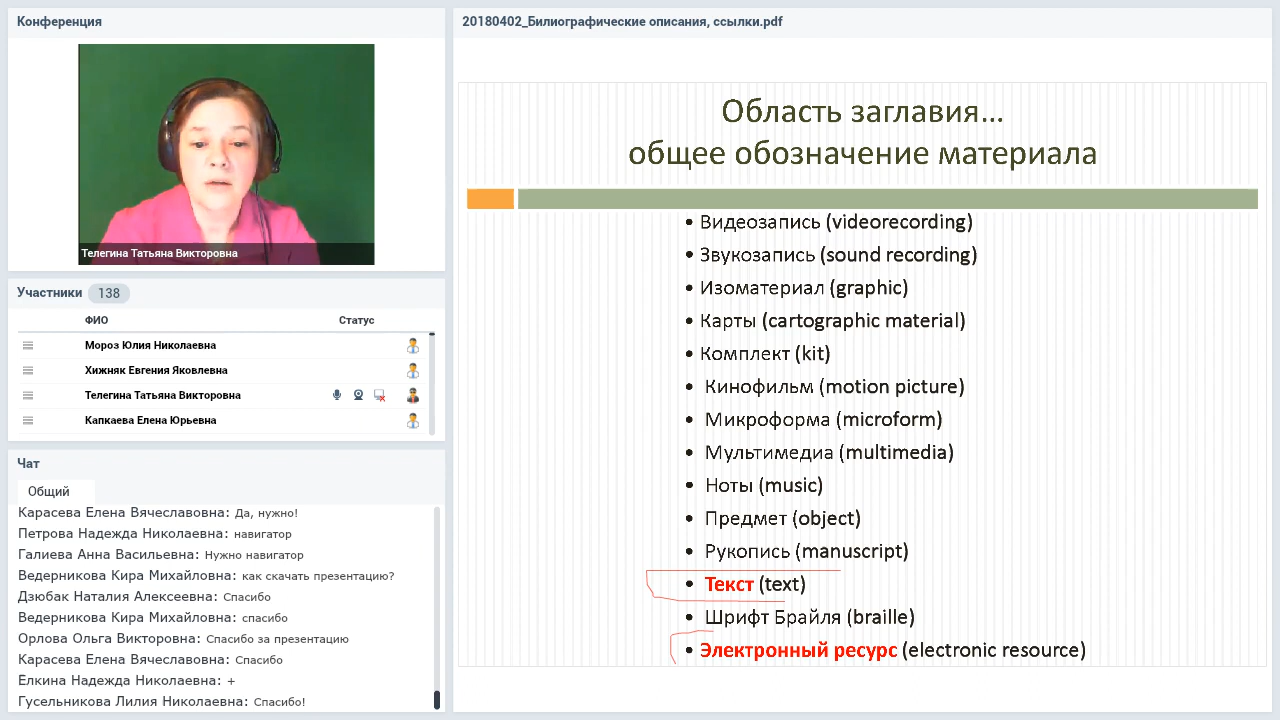 Конференция
Телегина Татьяна Викторовна
Участники 138
ФИО Статус
Мороз Юлия Николаевна
Хижняк Евгения Яковлевна
Телегина Татьяна Викторовна
Капкаева Елена Юрьевна
Чат
Общий
Карасева Елена Вячеславовна: Да, нужно!
Петрова Надежда Николаевна: навигатор
Галиева Анна Васильевна: Нужно навигатор
Ведерникова Кира Михайловна: как скачать презентацию?
Дзюбак Наталия Алексеевна: Спасибо
Ведерникова Кира Михайловна: спасибо
Орлова Ольга Викторовна: Спасибо за презентацию
Карасева Елена Вячеславовна: Спасибо
Елкина Надежда Николаевна: +
Гусельникова Лилия Николаевна: Спасибо!
20180402_Билиографические описания, ссылки.pdf
Область заглавия...
общее обозначение материала
• Видеозапись (videorecording)
• Звукозапись (sound recording)
• Изоматериал (graphic)
• Карты (cartographic material)
• Комплект (kit)
• Кинофильм (motion picture)
• Микроформа (microform)
• Мультимедиа (multimedia)
• Ноты (music)
• Предмет (object)
• Рукопись (manuscript)
• Текст (text)
• Шрифт Брайля (braille)
• Электронный ресурс (electronic resource)